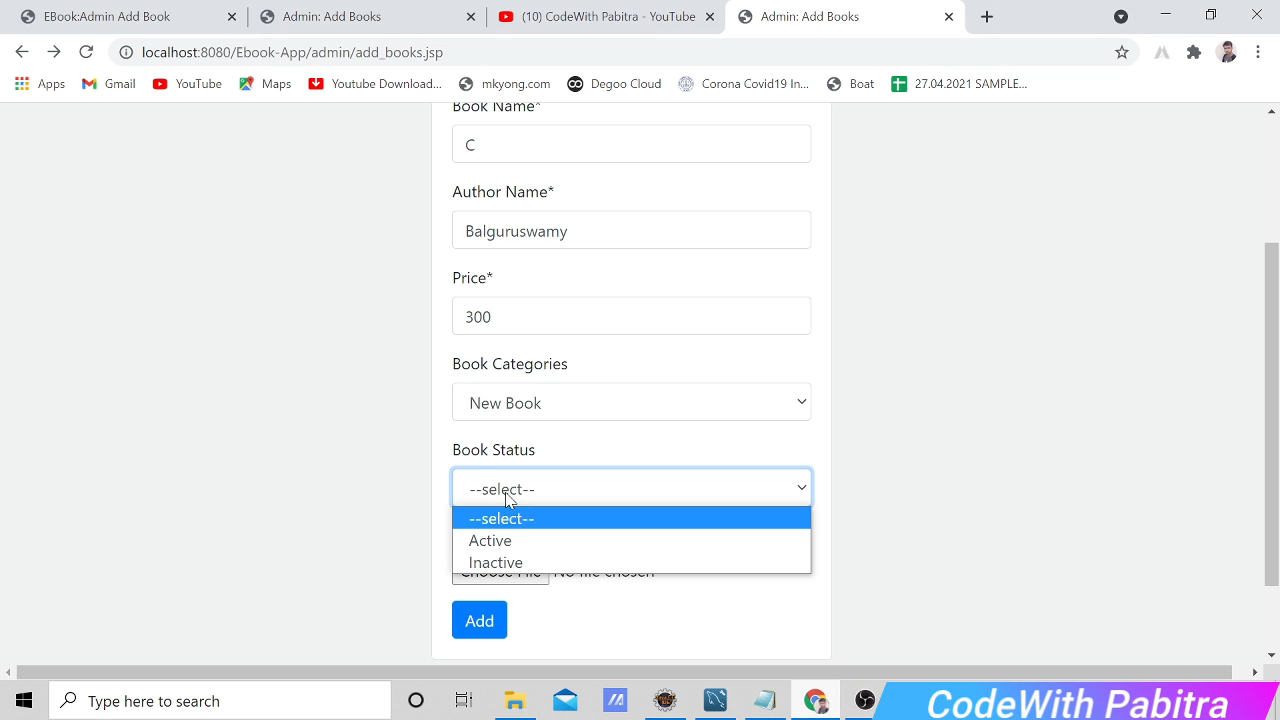 EBook:Admin Add Book
Admin: Add Books
(10) CodeWith Pabitra - YouTube
Admin: Add Books
localhost:8080/Ebook-App/admin/add_books.jsp
Apps
Gmail
YouTube
Maps
Youtube Download...
mkyong.com
Degoo Cloud
Corona Covid19 In...
Boat
27.04.2021 SAMPLE...
Book Name*
C
Author Name*
Balguruswamy
Price*
300
Book Categories
New Book
Book Status
--select--
--select--
Active
Inactive
Choose File No file chosen
Add
Type here to search
CodeWith Pabitra